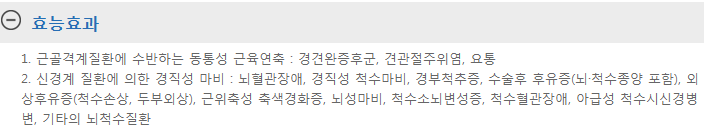 효능효과
1. 근골격계질환에 수반하는 동통성 근육연축 : 경견완증후군, 견관절주위염, 요통
2. 신경계 질환에 의한 경직성 마비 : 뇌혈관장애, 경직성 척수마비, 경부척추증, 수술후 후유증(뇌·척수종양 포함), 외
상후유증(척수손상, 두부외상), 근위축성 축색경화증, 뇌성마비, 척수소뇌변성증, 척수혈관장애, 아급성 척수시신경병
변, 기타의 뇌척수질환